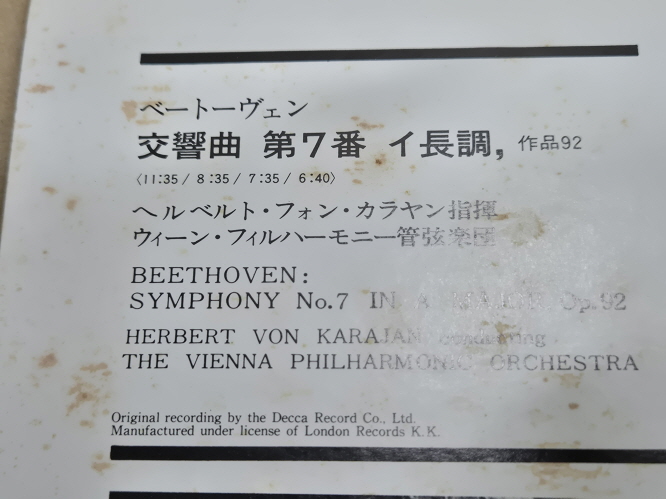 ベートーヴェン
交響曲 第7番 イ長調, 作品92
〈11:35 / 8:35 / 7:35 / 6:40〉
ヘルベルト・フォン・カラヤン指揮
ウィーン・フィルハーモニー管弦楽団
BEETHOVEN:
SYMPHONY No.7 IN A Op.92
HERBERT VON KARAJAN conducting
THE VIENNA PHILHARMONIC ORCHESTRA
Original recording by the Decca Record Co., Ltd.
Manufactured under license of London Records K.K.